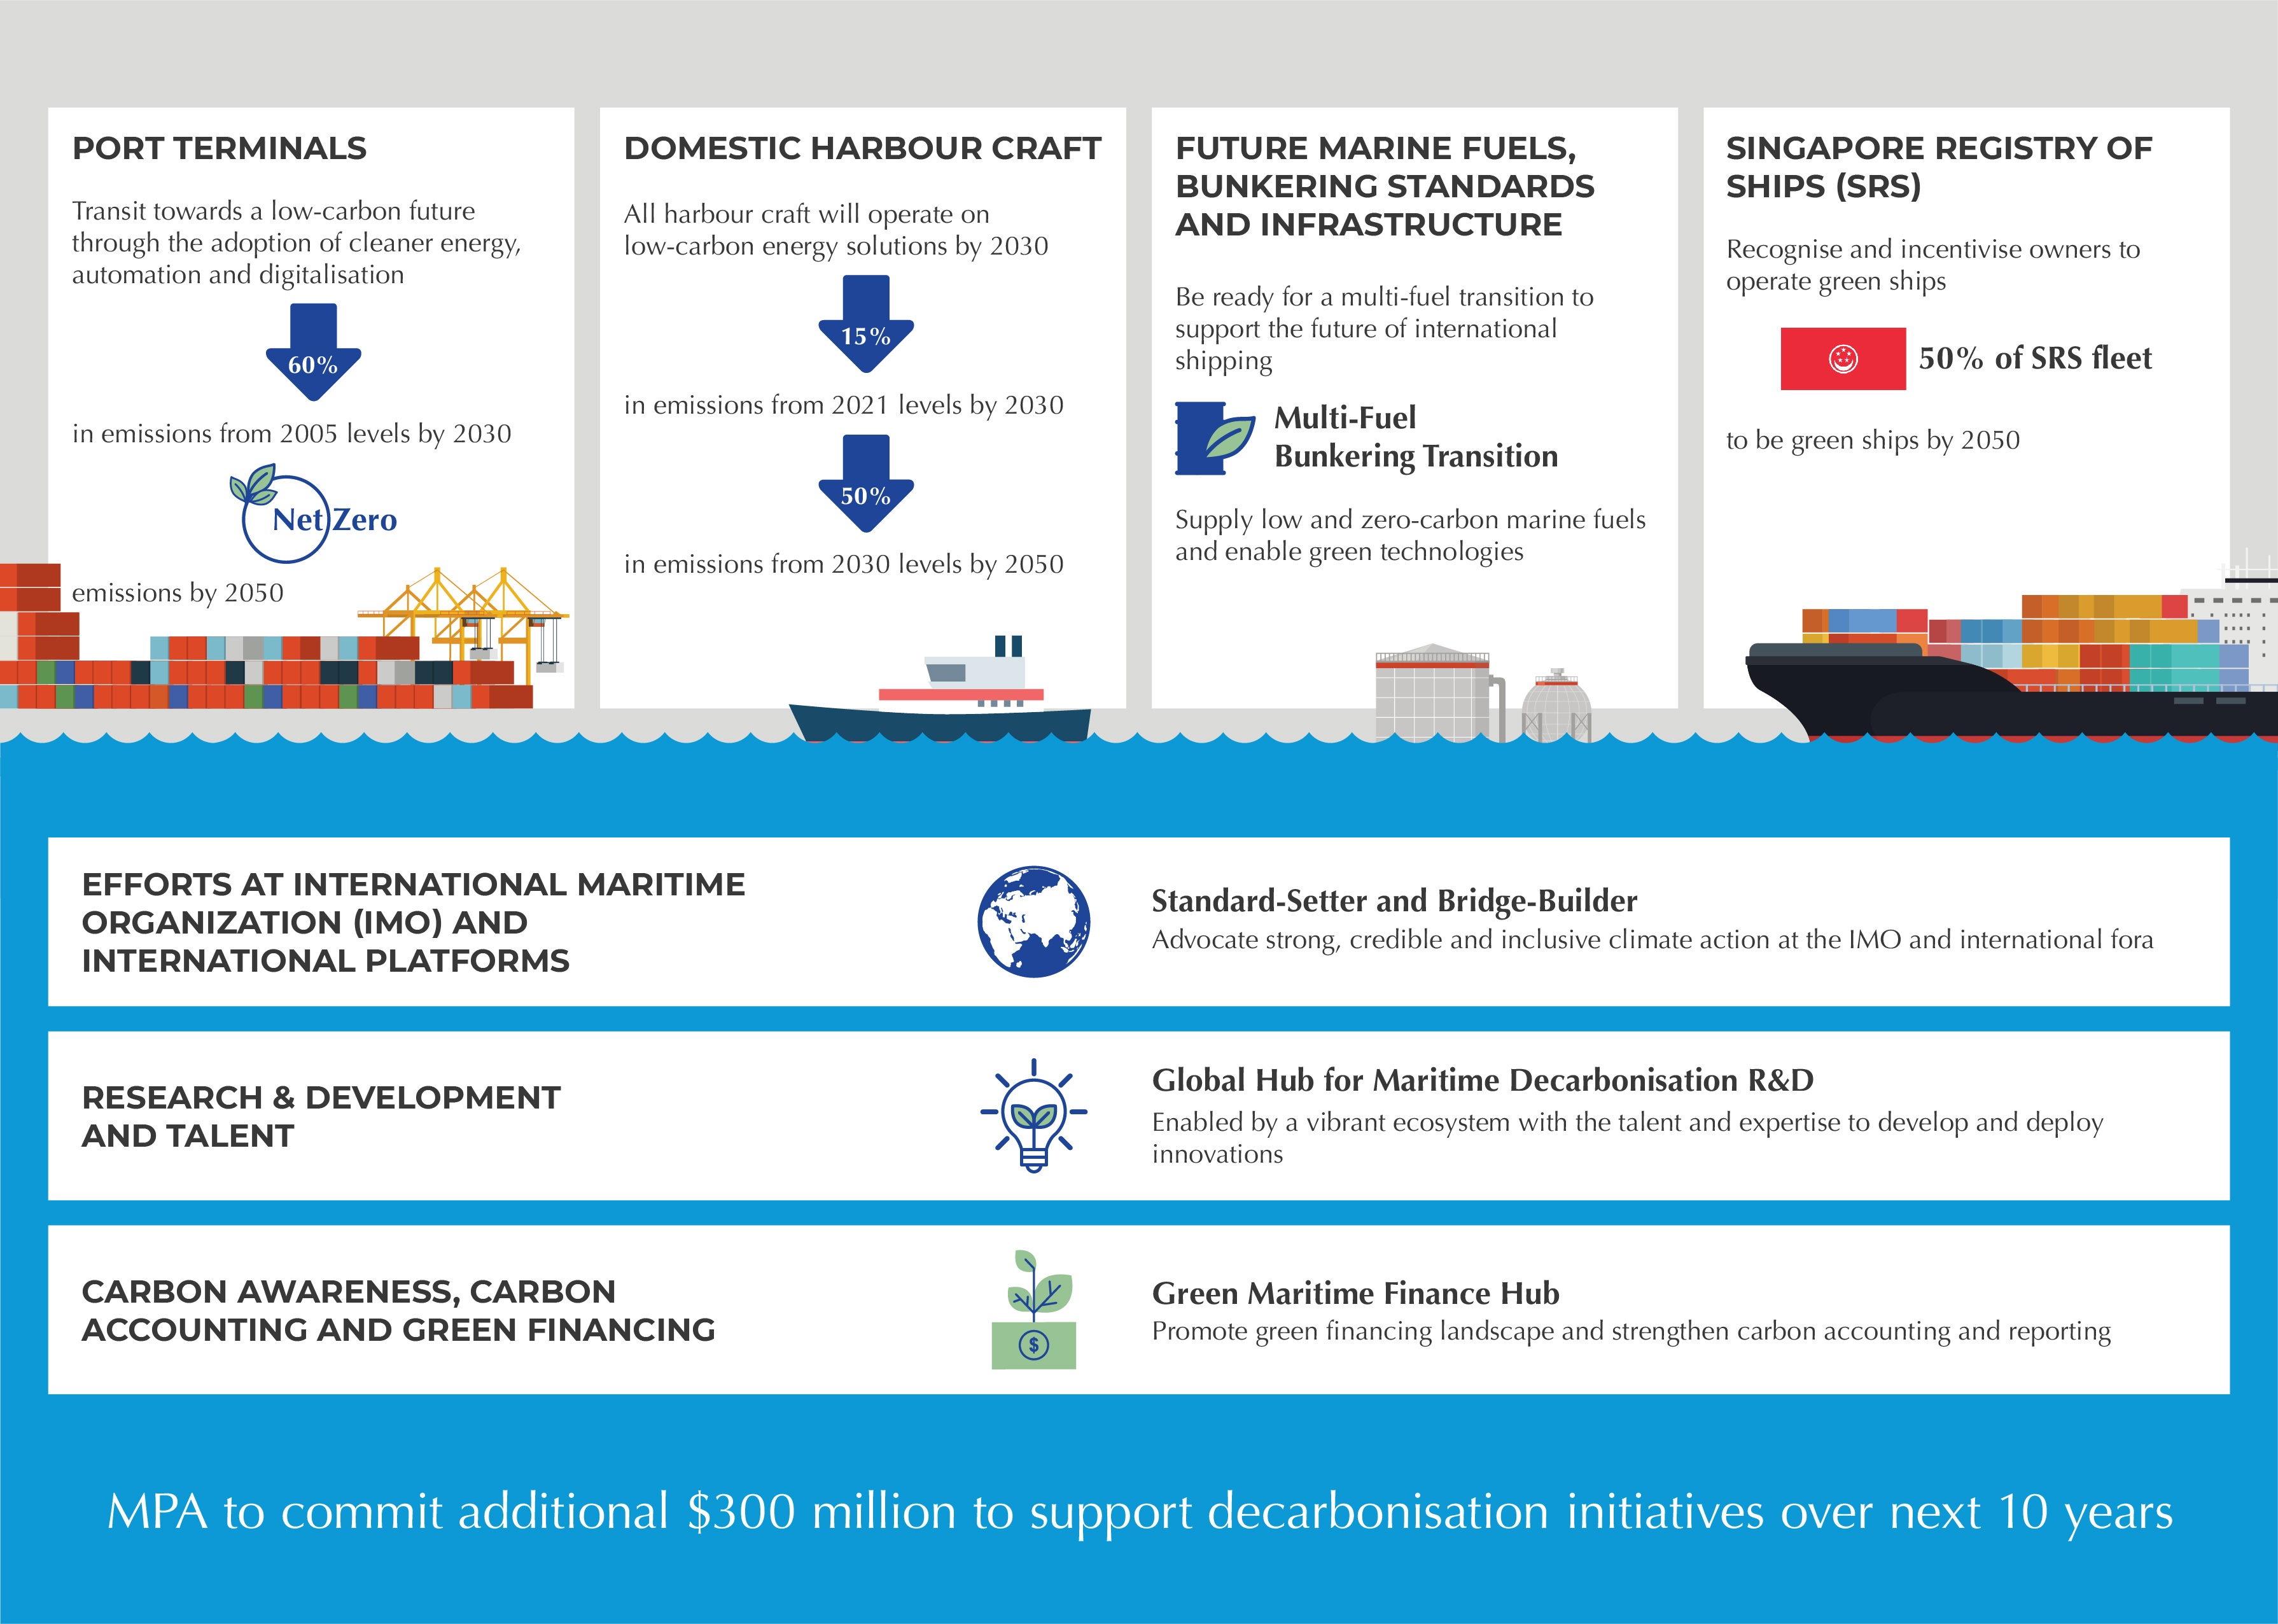 PORT TERMINALS
Transit towards a low-carbon future
through the adoption of cleaner energy,
automation and digitalisation
60%
in emissions from 2005 levels by 2030
Net Zero
emissions by 2050
DOMESTIC HARBOUR CRAFT
All harbour craft will operate on
low-carbon energy solutions by 2030
15%
in emissions from 2021 levels by 2030
50%
in emissions from 2030 levels by 2050
FUTURE MARINE FUELS,
BUNKERING STANDARDS
AND INFRASTRUCTURE
Be ready for a multi-fuel transition to
support the future of international
shipping
Multi-Fuel
Bunkering Transition
Supply low and zero-carbon marine fuels
and enable green technologies
SINGAPORE REGISTRY OF
SHIPS (SRS)
Recognise and incentivise owners to
operate green ships
50% of SRS fleet
to be green ships by 2050
EFFORTS AT INTERNATIONAL MARITIME
ORGANIZATION (IMO) AND
INTERNATIONAL PLATFORMS
Standard-Setter and Bridge-Builder
Advocate strong, credible and inclusive climate action at the IMO and international fora
RESEARCH & DEVELOPMENT
AND TALENT
Global Hub for Maritime Decarbonisation R&D
Enabled by a vibrant ecosystem with the talent and expertise to develop and deploy
innovations
CARBON AWARENESS, CARBON
ACCOUNTING AND GREEN FINANCING
$
Green Maritime Finance Hub
Promote green financing landscape and strengthen carbon accounting and reporting
MPA to commit additional $300 million to support decarbonisation initiatives over next 10 years